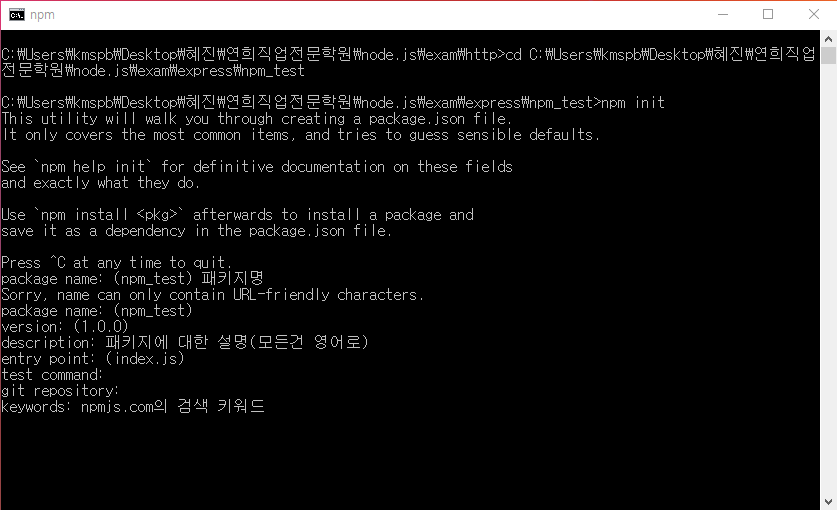 npm
C:₩Users₩kmspb₩Desktop₩혜진₩연희직업전문학원₩node.js₩exam₩http>cd C:₩Users₩kmspb₩Desktop₩혜진₩연희직업
전문학원₩node.js₩exam₩express₩npm_test
C:₩Users₩kmspb₩Desktop₩혜진₩연희직업전문학원₩node.js₩exam₩express₩npm_test>npm init
This utility will walk you through creating a package.json file.
It only covers the most common items, and tries to guess sensible defaults.
See `npm help init` for definitive documentation on these fields
and exactly what they do.
Use `npm install <pkg>` afterwards to install a package and
save it as a dependency in the package.json file.
Press ^C at any time to quit.
package name: (npm_test) 패키지명
Sorry, name can only contain URL-friendly characters.
package name: (npm_test)
version: (1.0.0)
description: 패키지에 대한 설명(모든건 영어로)
entry point: (index.js)
test command:
git repository:
keywords: npmjs.com의 검색 키워드